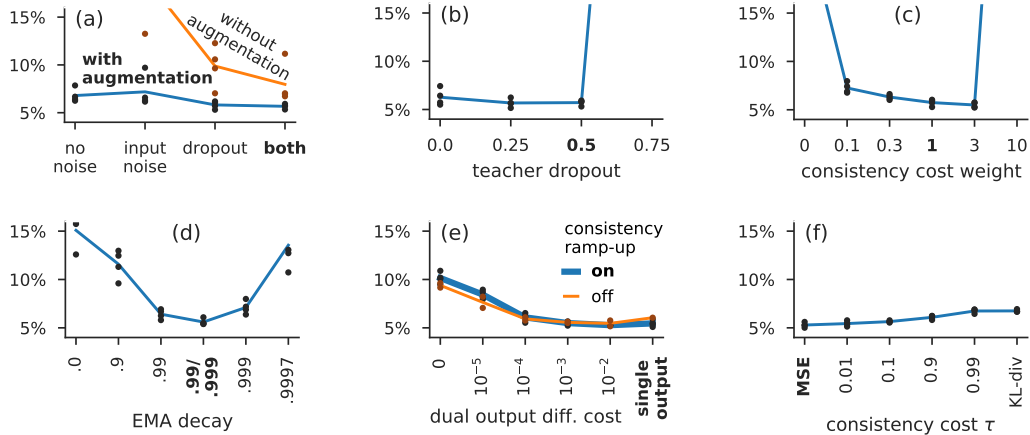 (a)
15%
10%
5%
with
augmentation
without
augmentation
no
noise
input
noise
dropout
both
(b)
15%
10%
5%
0.0
0.25
0.5
0.75
teacher dropout
(c)
15%
10%
5%
0
0.1
0.3
1
3
10
consistency cost weight
(d)
15%
10%
5%
.0
.9
.99
.99/
.999
.999
.9997
EMA decay
(e)
15%
10%
5%
consistency
ramp-up
on
off
0
10⁻⁵
10⁻⁴
10⁻³
10⁻²
single
output
dual output diff. cost
(f)
15%
10%
5%
MSE
0.01
0.1
0.9
0.99
KL-div
consistency cost τ